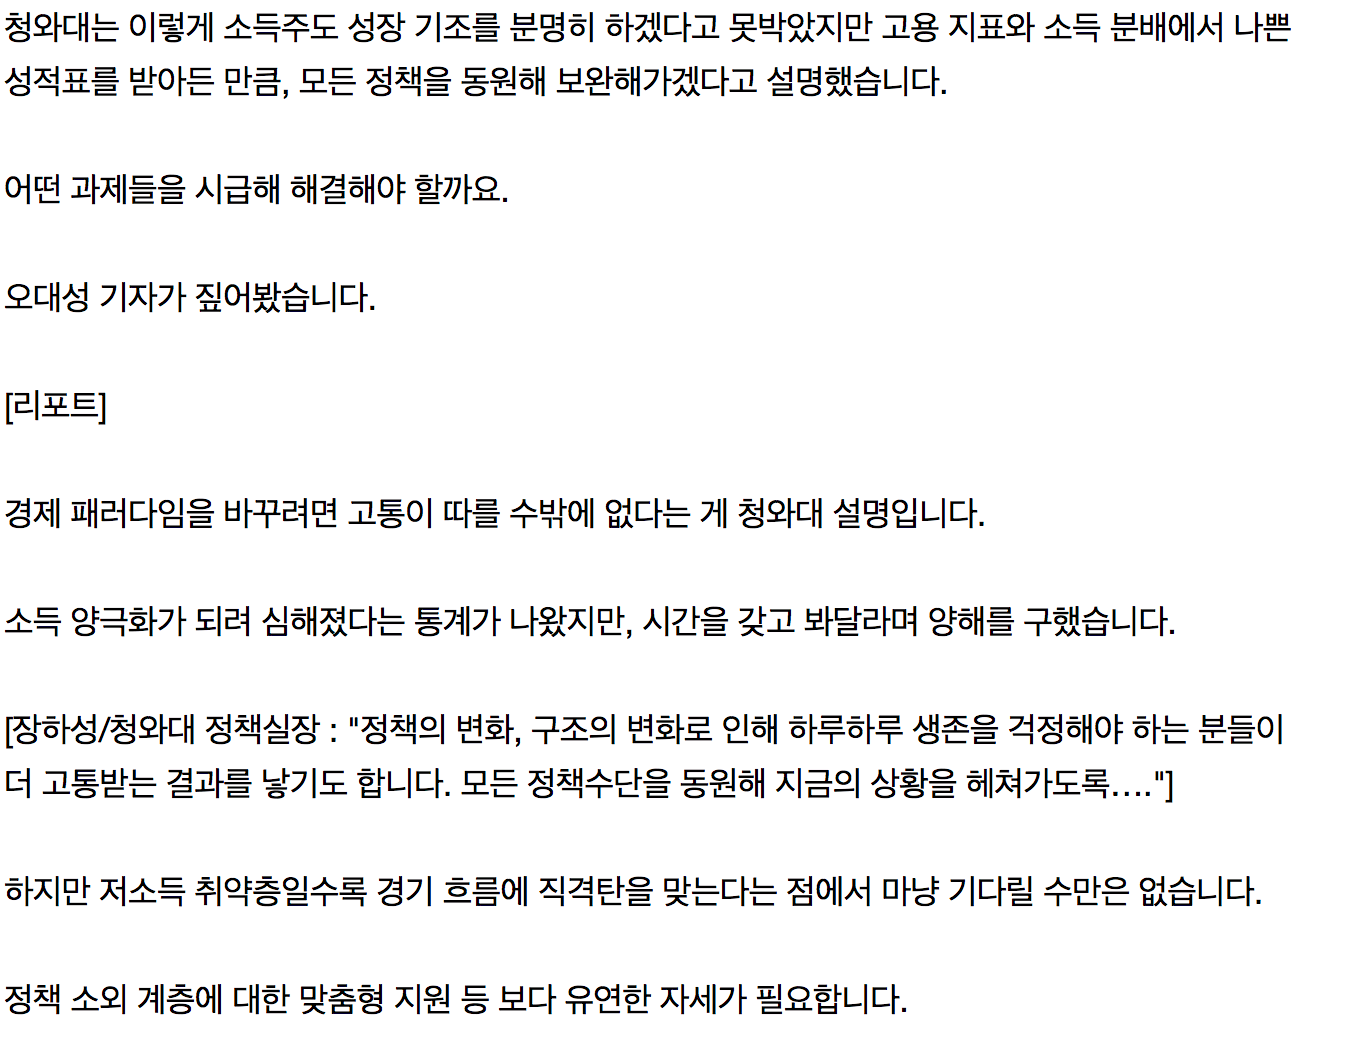 청와대는 이렇게 소득주도 성장 기조를 분명히 하겠다고 못박았지만 고용 지표와 소득 분배에서 나쁜
성적표를 받아든 만큼, 모든 정책을 동원해 보완해가겠다고 설명했습니다.
어떤 과제들을 시급해 해결해야 할까요.
오대성 기자가 짚어봤습니다.
[리포트]
경제 패러다임을 바꾸려면 고통이 따를 수밖에 없다는 게 청와대 설명입니다.
소득 양극화가 되려 심해졌다는 통계가 나왔지만, 시간을 갖고 봐달라며 양해를 구했습니다.
[장하성/청와대 정책실장 : "정책의 변화, 구조의 변화로 인해 하루하루 생존을 걱정해야 하는 분들이
더 고통받는 결과를 낳기도 합니다. 모든 정책수단을 동원해 지금의 상황을 헤쳐가도록...."]
하지만 저소득 취약층일수록 경기 흐름에 직격탄을 맞는다는 점에서 마냥 기다릴 수만은 없습니다.
정책 소외 계층에 대한 맞춤형 지원 등 보다 유연한 자세가 필요합니다.